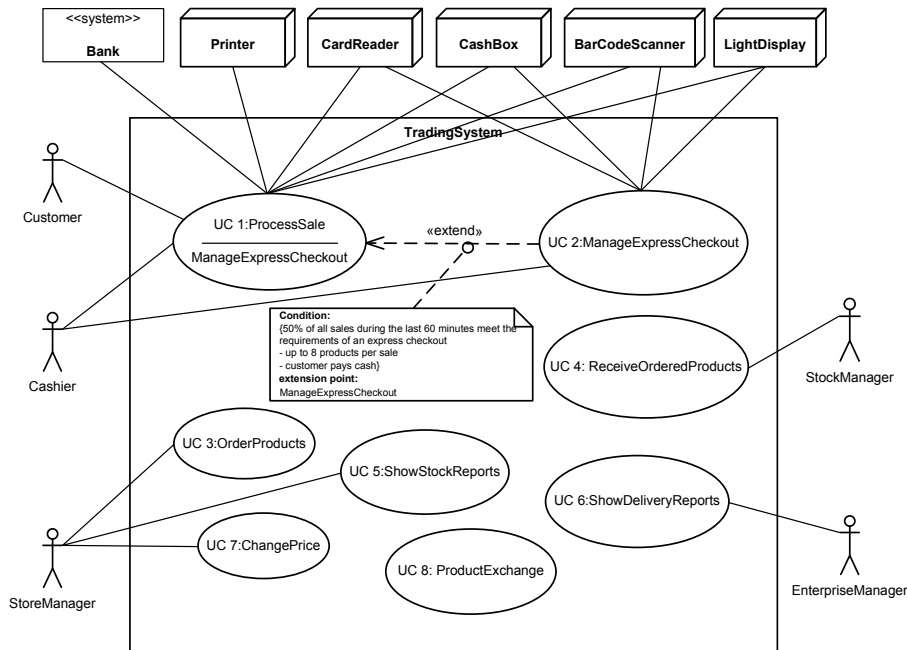 <<system>>
Bank
Printer
CardReader
CashBox
BarCodeScanner
LightDisplay
TradingSystem
Customer
UC 1:ProcessSale
ManageExpressCheckout
«extend»
UC 2:ManageExpressCheckout
Condition:
{50% of all sales during the last 60 minutes meet the
requirements of an express checkout
- up to 8 products per sale
- customer pays cash}
extension point:
ManageExpressCheckout
Cashier
UC 4: ReceiveOrderedProducts
StockManager
UC 3:OrderProducts
UC 5:ShowStockReports
UC 6:ShowDeliveryReports
UC 7:ChangePrice
UC 8: ProductExchange
StoreManager
EnterpriseManager